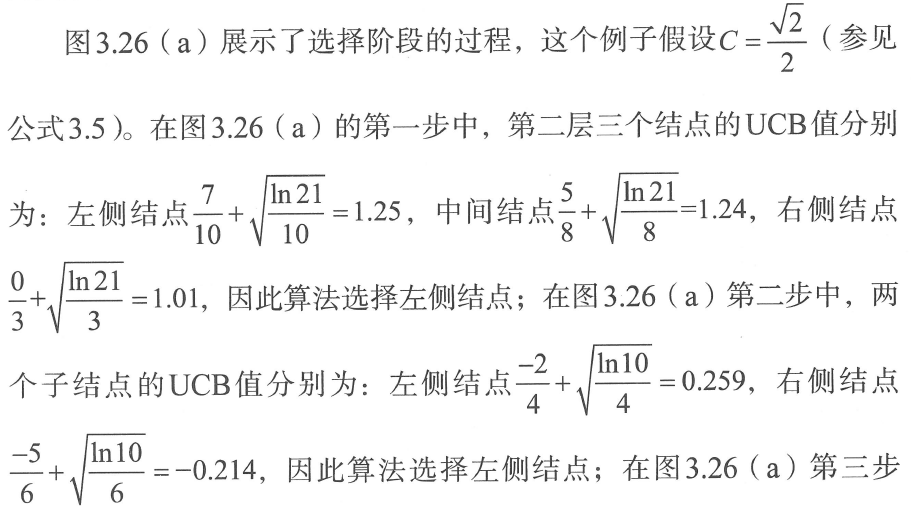 图3.26（a）展示了选择阶段的过程，这个例子假设$C=\frac{\sqrt{2}}{2}$（参见
公式3.5）。在图3.26（a）的第一步中，第二层三个结点的UCB值分别
为：左侧结点$\frac{7}{10}+\sqrt{\frac{\ln 21}{10}}=1.25$，中间结点$\frac{5}{8}+\sqrt{\frac{\ln 21}{8}}=1.24$，右侧结点
$\frac{0}{3}+\sqrt{\frac{\ln 21}{3}}=1.01$，因此算法选择左侧结点；在图3.26（a）第二步中，两
个子结点的UCB值分别为：左侧结点$\frac{-2}{4}+\sqrt{\frac{\ln 10}{4}}=0.259$，右侧结点
$\frac{-5}{6}+\sqrt{\frac{\ln 10}{6}}=-0.214$，因此算法选择左侧结点；在图3.26（a）第三步